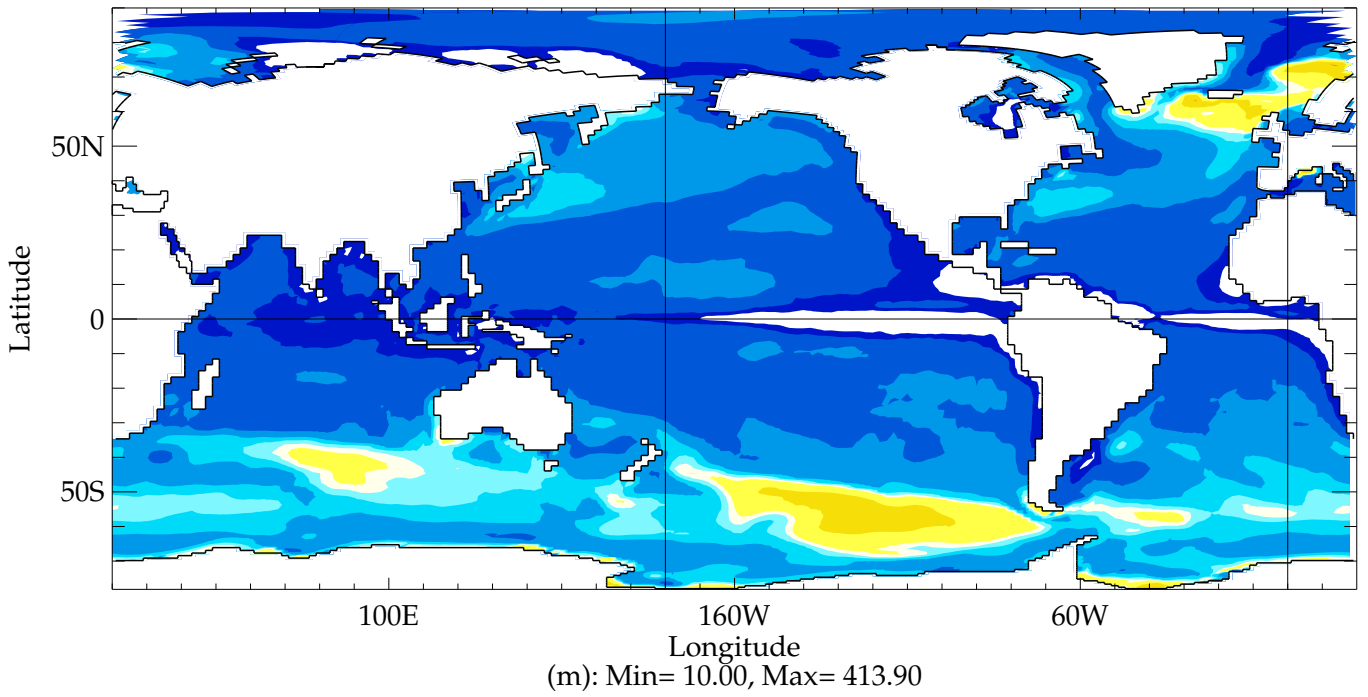 50N
0
50S
Latitude
100E 160W 60W
Longitude
(m): Min= 10.00, Max= 413.90